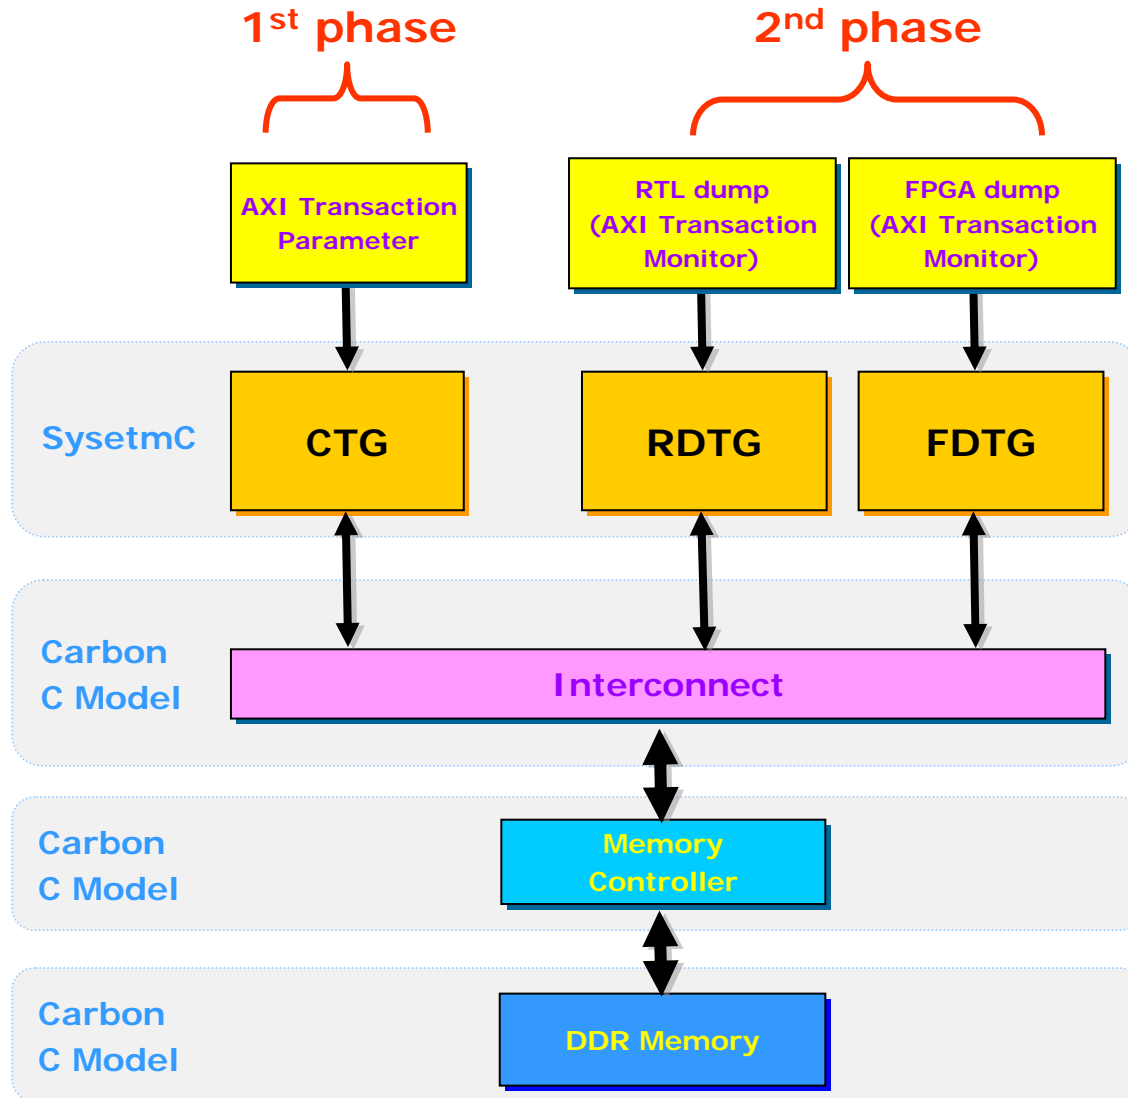 1st phase
2nd phase
AXI Transaction
Parameter
RTL dump
(AXI Transaction
Monitor)
FPGA dump
(AXI Transaction
Monitor)
SysetmC
CTG
RDTG
FDTG
Carbon
C Model
Interconnect
Carbon
C Model
Memory
Controller
Carbon
C Model
DDR Memory